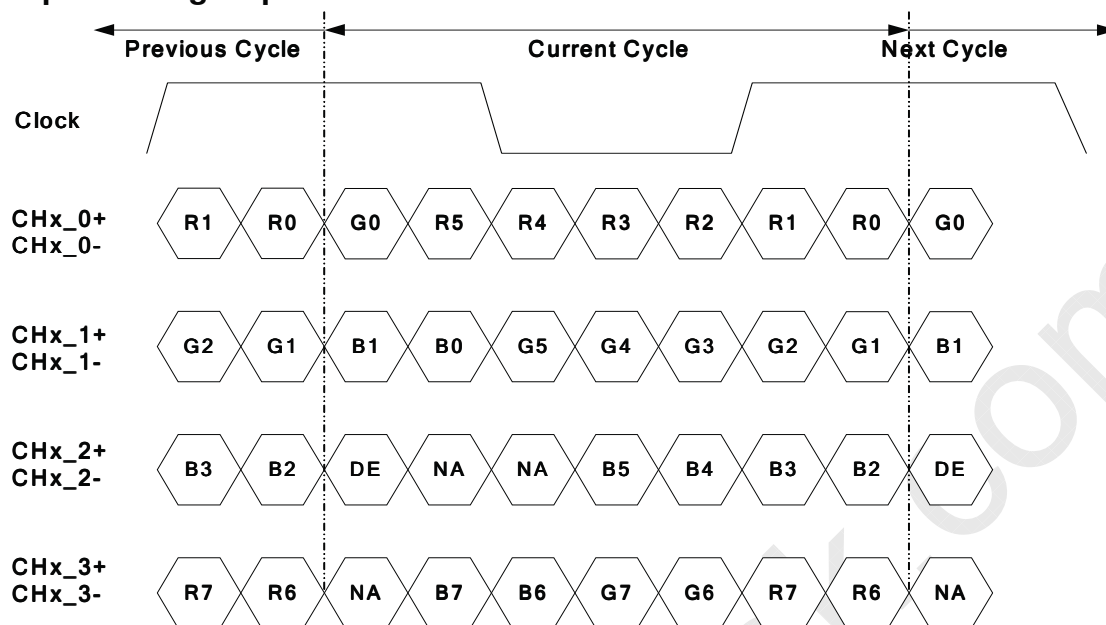 Previous Cycle Current Cycle Next Cycle
Clock
CHx_0+ R1 R0 G0 R5 R4 R3 R2 R1 R0 G0
CHx_0-
CHx_1+ G2 G1 B1 B0 G5 G4 G3 G2 G1 B1
CHx_1-
CHx_2+ B3 B2 DE NA NA B5 B4 B3 B2 DE
CHx_2-
CHx_3+ R7 R6 NA B7 B6 G7 G6 R7 R6 NA
CHx_3-